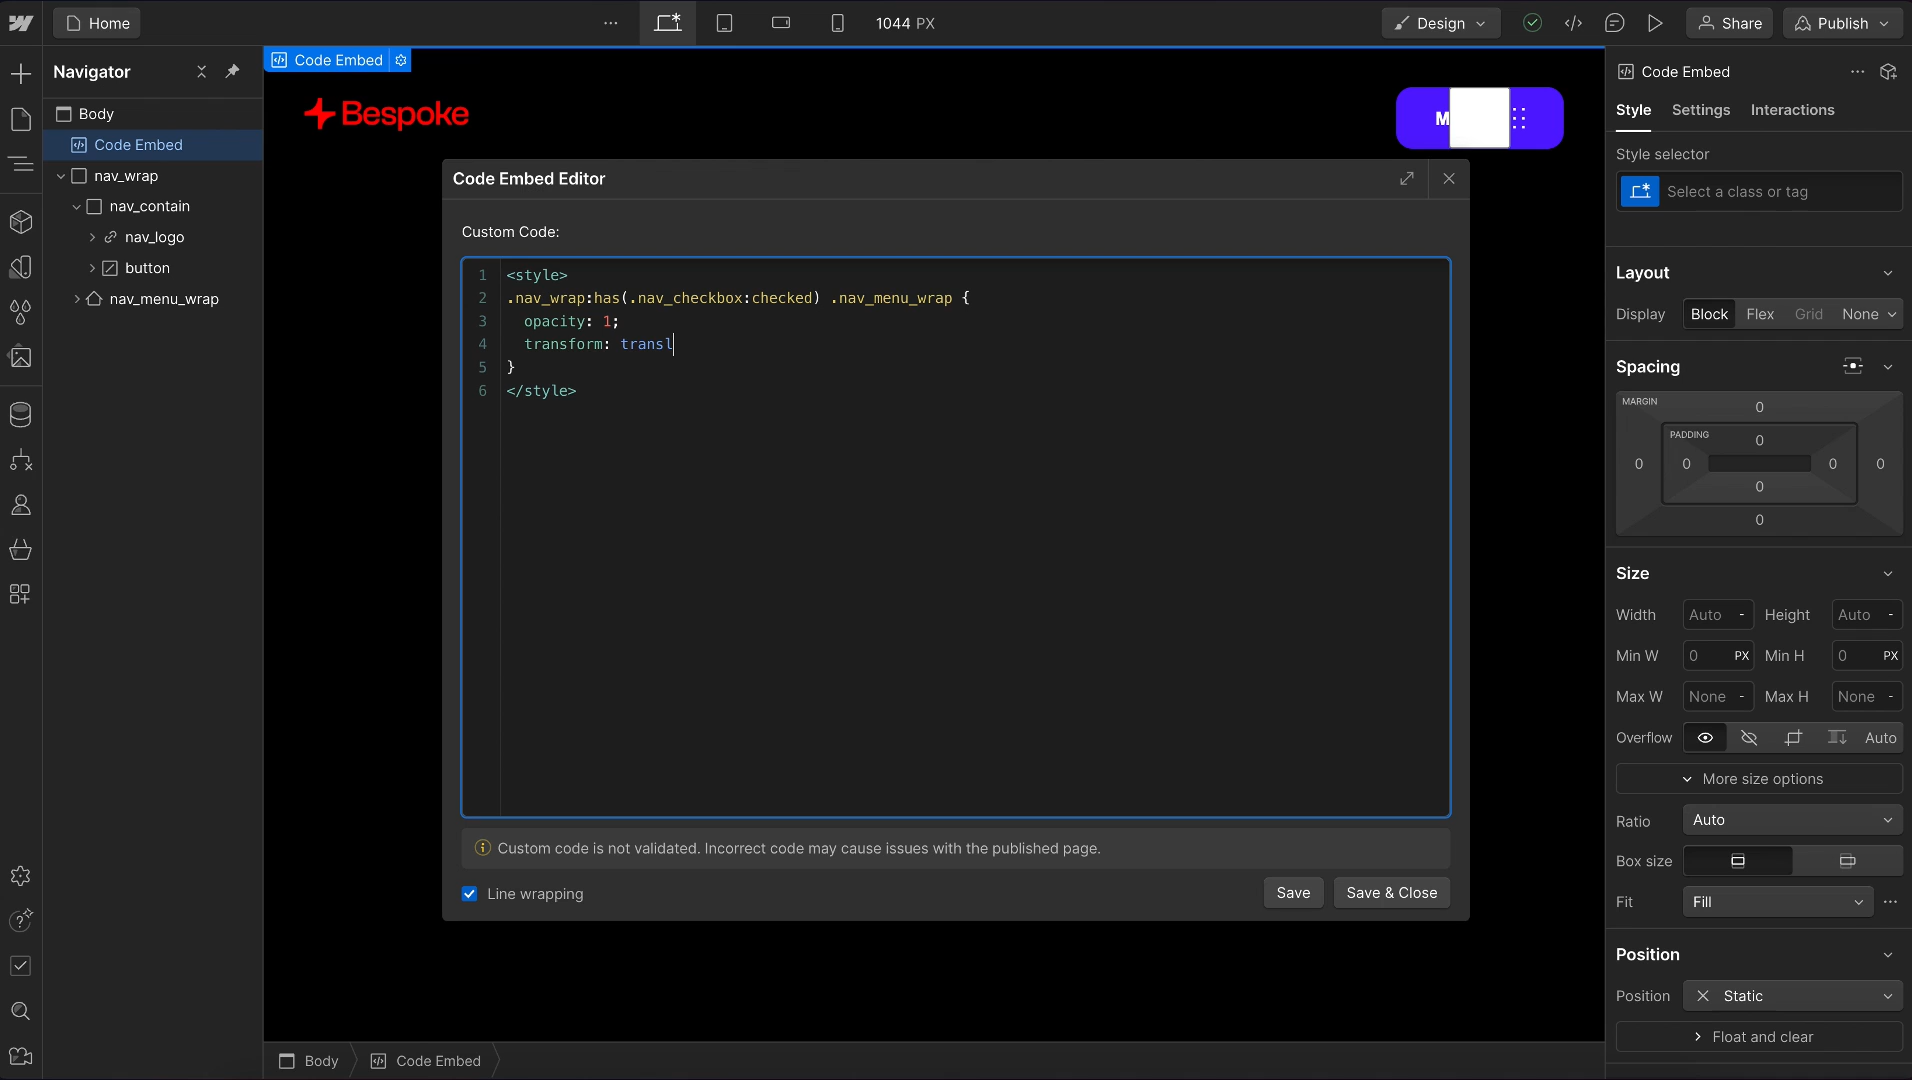 Home
1044 PX
Design
Share
Publish
Navigator
Body
Code Embed
nav_wrap
nav_contain
nav_logo
button
nav_menu_wrap
Code Embed
Bespoke
M
Code Embed Editor
Custom Code:
1 <style>
2 .nav_wrap:has(.nav_checkbox:checked) .nav_menu_wrap {
3 opacity: 1;
4 transform: transl
5 }
6 </style>
Custom code is not validated. Incorrect code may cause issues with the published page.
Line wrapping
Save
Save & Close
Body
Code Embed
Code Embed
Style Settings Interactions
Style selector
Select a class or tag
Layout
Display Block Flex Grid None
Spacing
MARGIN
0
PADDING
0
0 0 0 0
0
0
Size
Width Auto - Height Auto -
Min W 0 PX Min H 0 PX
Max W None - Max H None -
Overflow Auto
More size options
Ratio Auto
Box size
Fit Fill
Position
Position Static
Float and clear